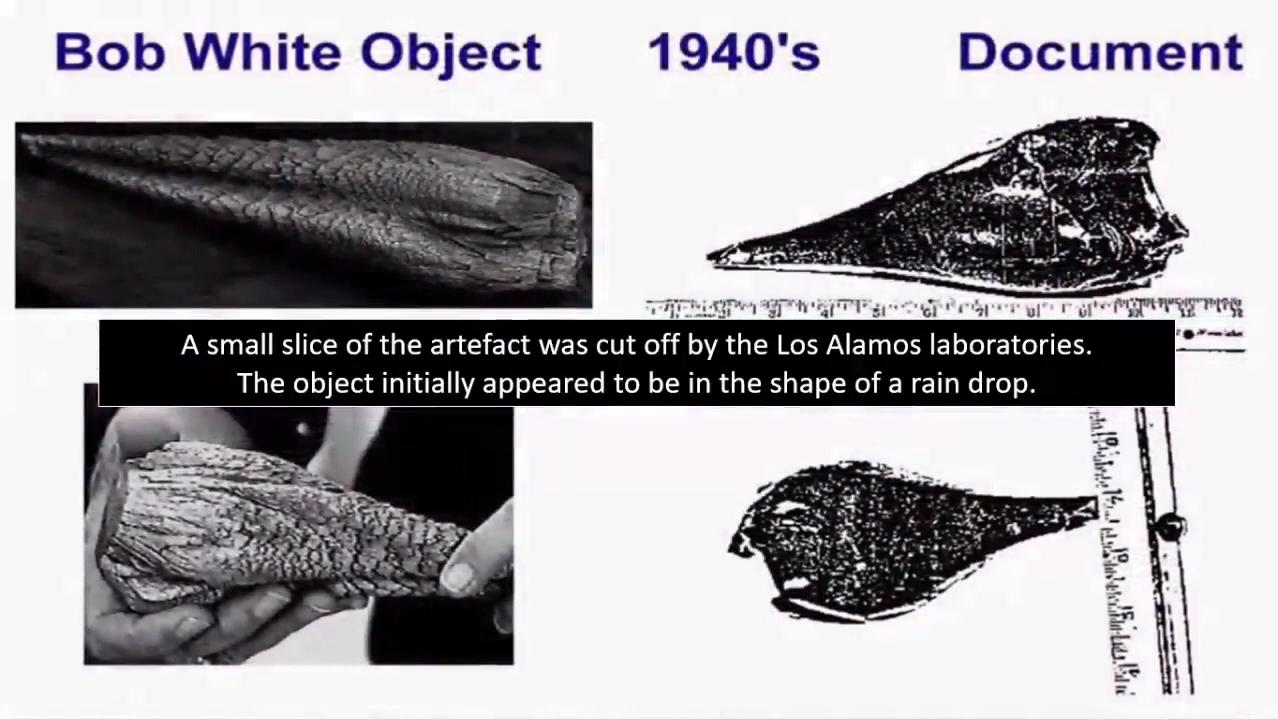 Bob White Object 1940's Document
A small slice of the artefact was cut off by the Los Alamos laboratories.
The object initially appeared to be in the shape of a rain drop.